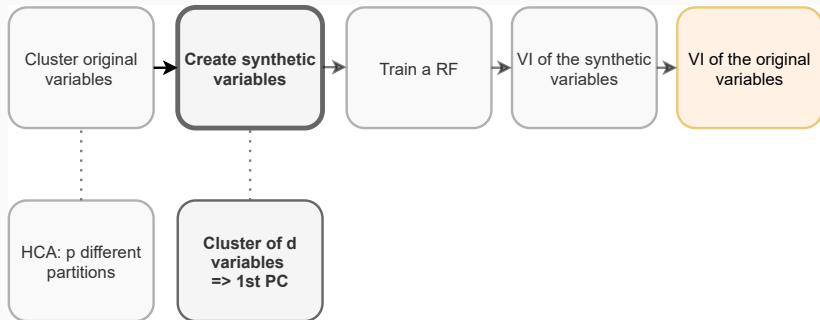 Cluster original
variables
Create synthetic
variables
Train a RF
VI of the synthetic
variables
VI of the original
variables
HCA: p different
partitions
Cluster of d
variables
=> 1st PC